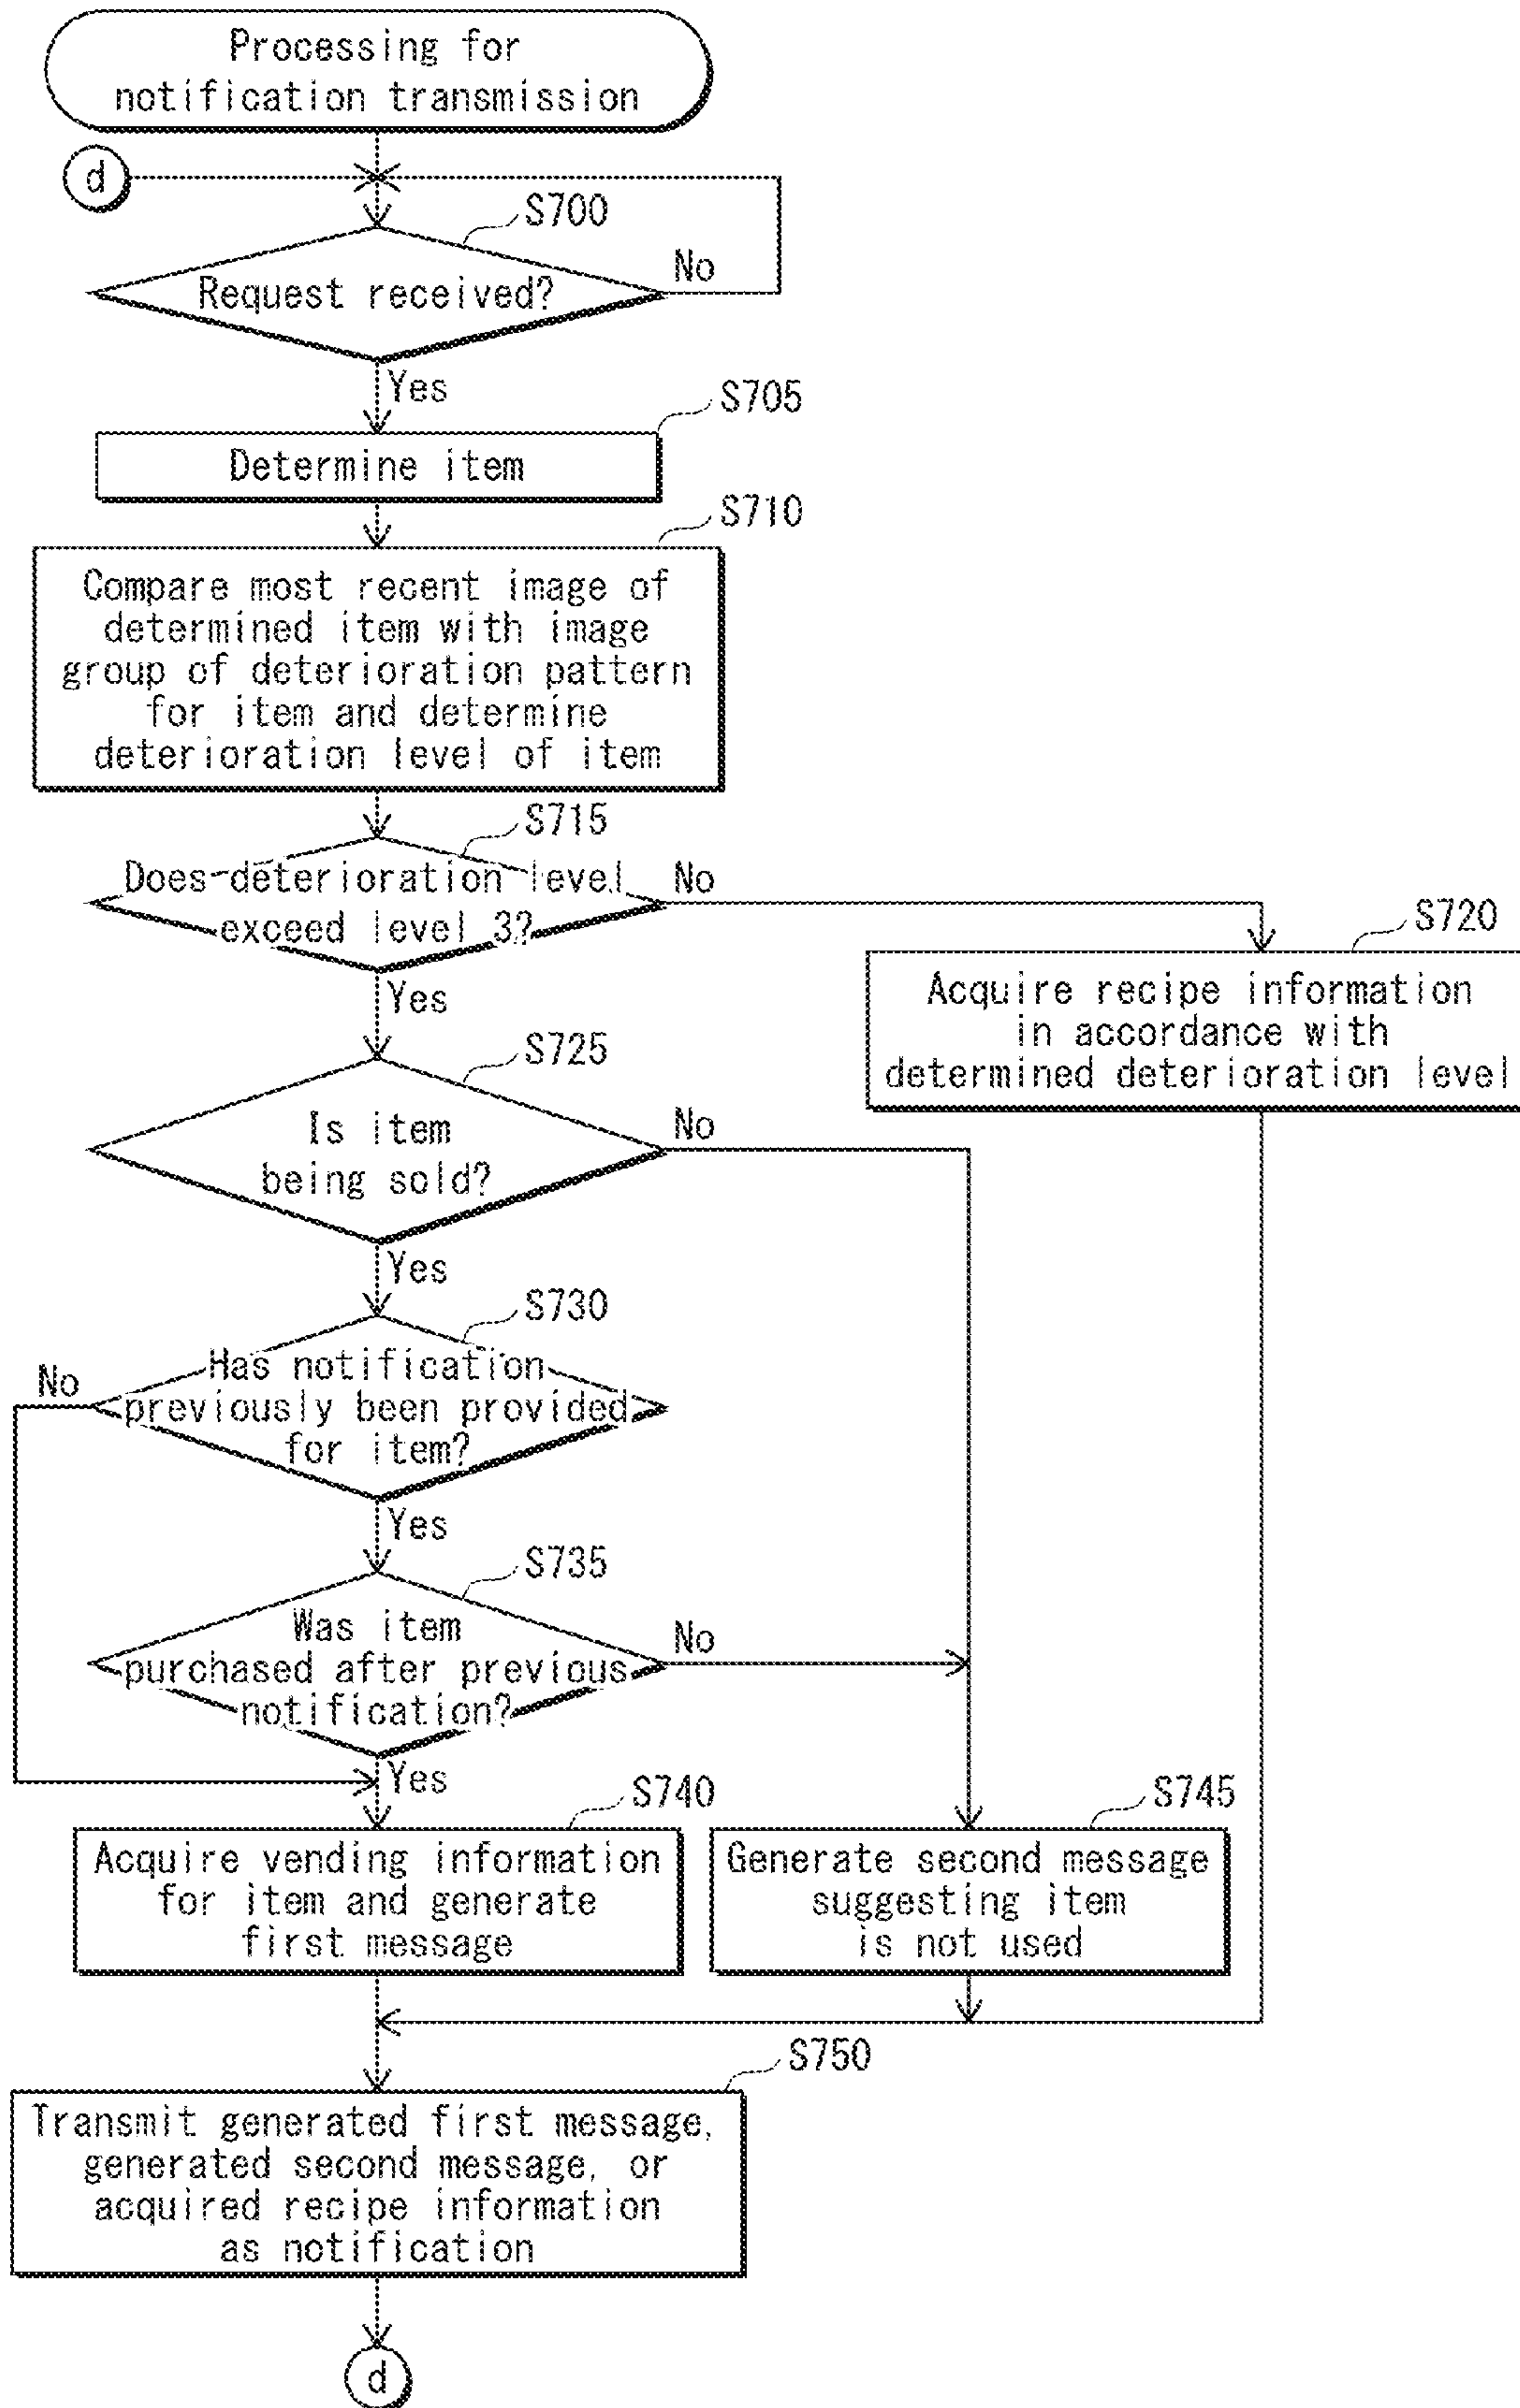 Processing for
notification transmission
d
S700
Request received?
No
Yes
S705
Determine item
S710
Compare most recent image of
determined item with image
group of deterioration pattern
for item and determine
deterioration level of item
S715
Does deterioration level
exceed level 3?
No
Yes
S720
Acquire recipe information
in accordance with
determined deterioration level
S725
Is item
being sold?
No
Yes
S730
Has notification
previously been provided
for item?
No
Yes
S735
Was item
purchased after previous
notification?
No
Yes
S740
Acquire vending information
for item and generate
first message
S745
Generate second message
suggesting item
is not used
S750
Transmit generated first message,
generated second message, or
acquired recipe information
as notification
d